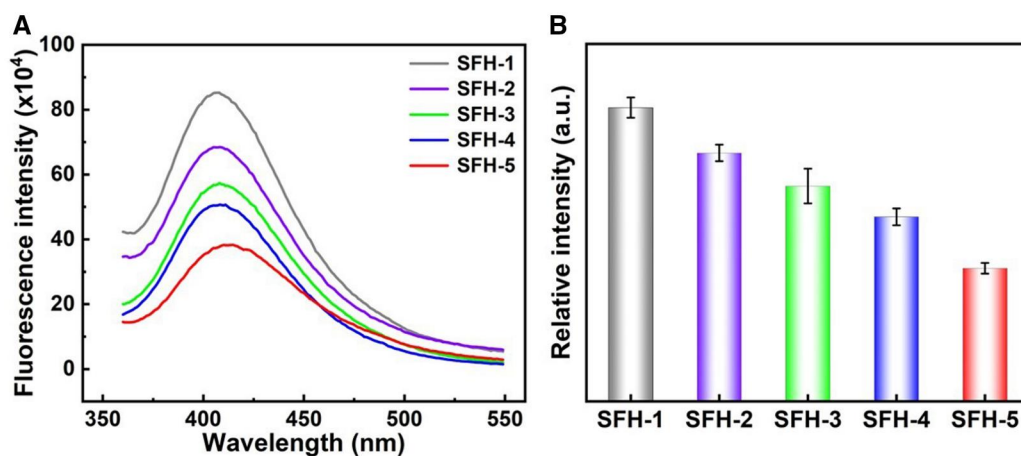 A
Fluorescence intensity (x10⁴)
100
80
60
40
20
0
SFH-1
SFH-2
SFH-3
SFH-4
SFH-5
350
400
450
500
550
Wavelength (nm)
B
Relative intensity (a.u.)
SFH-1
SFH-2
SFH-3
SFH-4
SFH-5